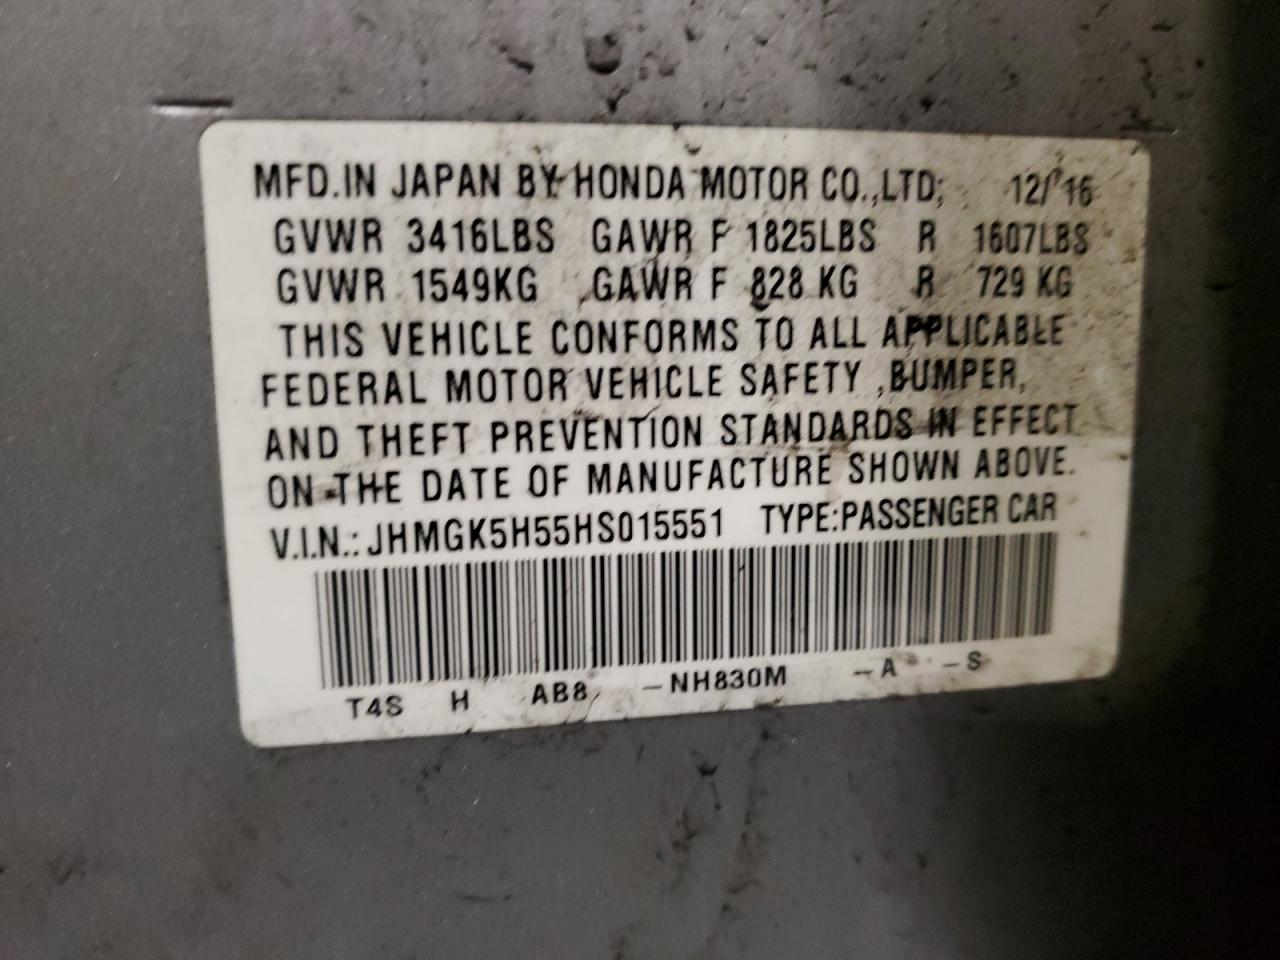 MFD.IN JAPAN BY HONDA MOTOR CO.,LTD; 12/'16
GVWR 3416LBS GAWR F 1825LBS R 1607LBS
GVWR 1549KG GAWR F 828 KG R 729 KG
THIS VEHICLE CONFORMS TO ALL APPLICABLE
FEDERAL MOTOR VEHICLE SAFETY ,BUMPER,
AND THEFT PREVENTION STANDARDS IN EFFECT
ON THE DATE OF MANUFACTURE SHOWN ABOVE.
V.I.N.: JHMGK5H55HS015551 TYPE:PASSENGER CAR
T4S H AB8 -NH830M -A -S